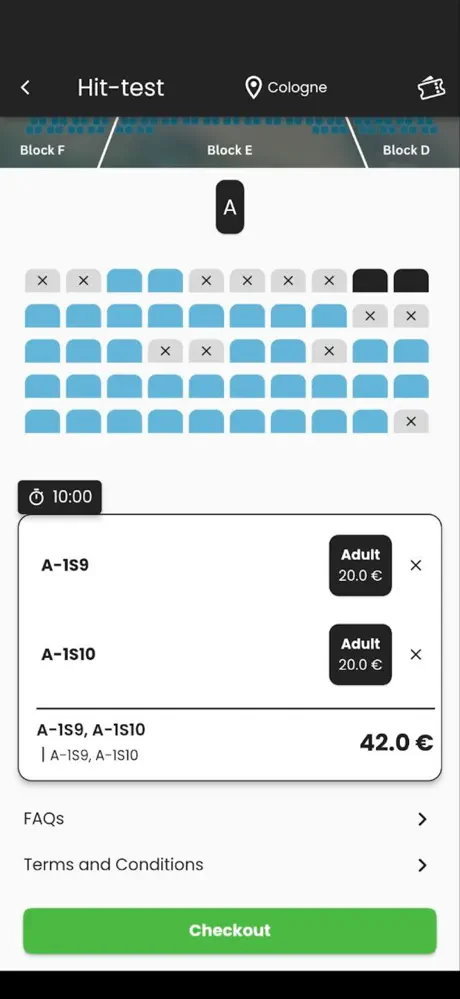 Hit-test
Cologne
Block F
Block E
Block D
A
× × × × × ×
× ×
× × ×
×
10:00
A-1S9
Adult
20.0 €
×
A-1S10
Adult
20.0 €
×
A-1S9, A-1S10
42.0 €
| A-1S9, A-1S10
FAQs
Terms and Conditions
Checkout